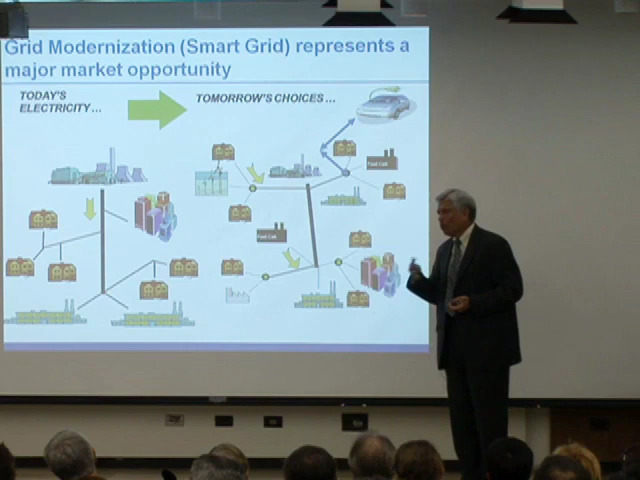 Grid Modernization (Smart Grid) represents a
major market opportunity
TODAY'S
ELECTRICITY...
TOMORROW'S CHOICES...
Fuel Cell
Fuel Cell